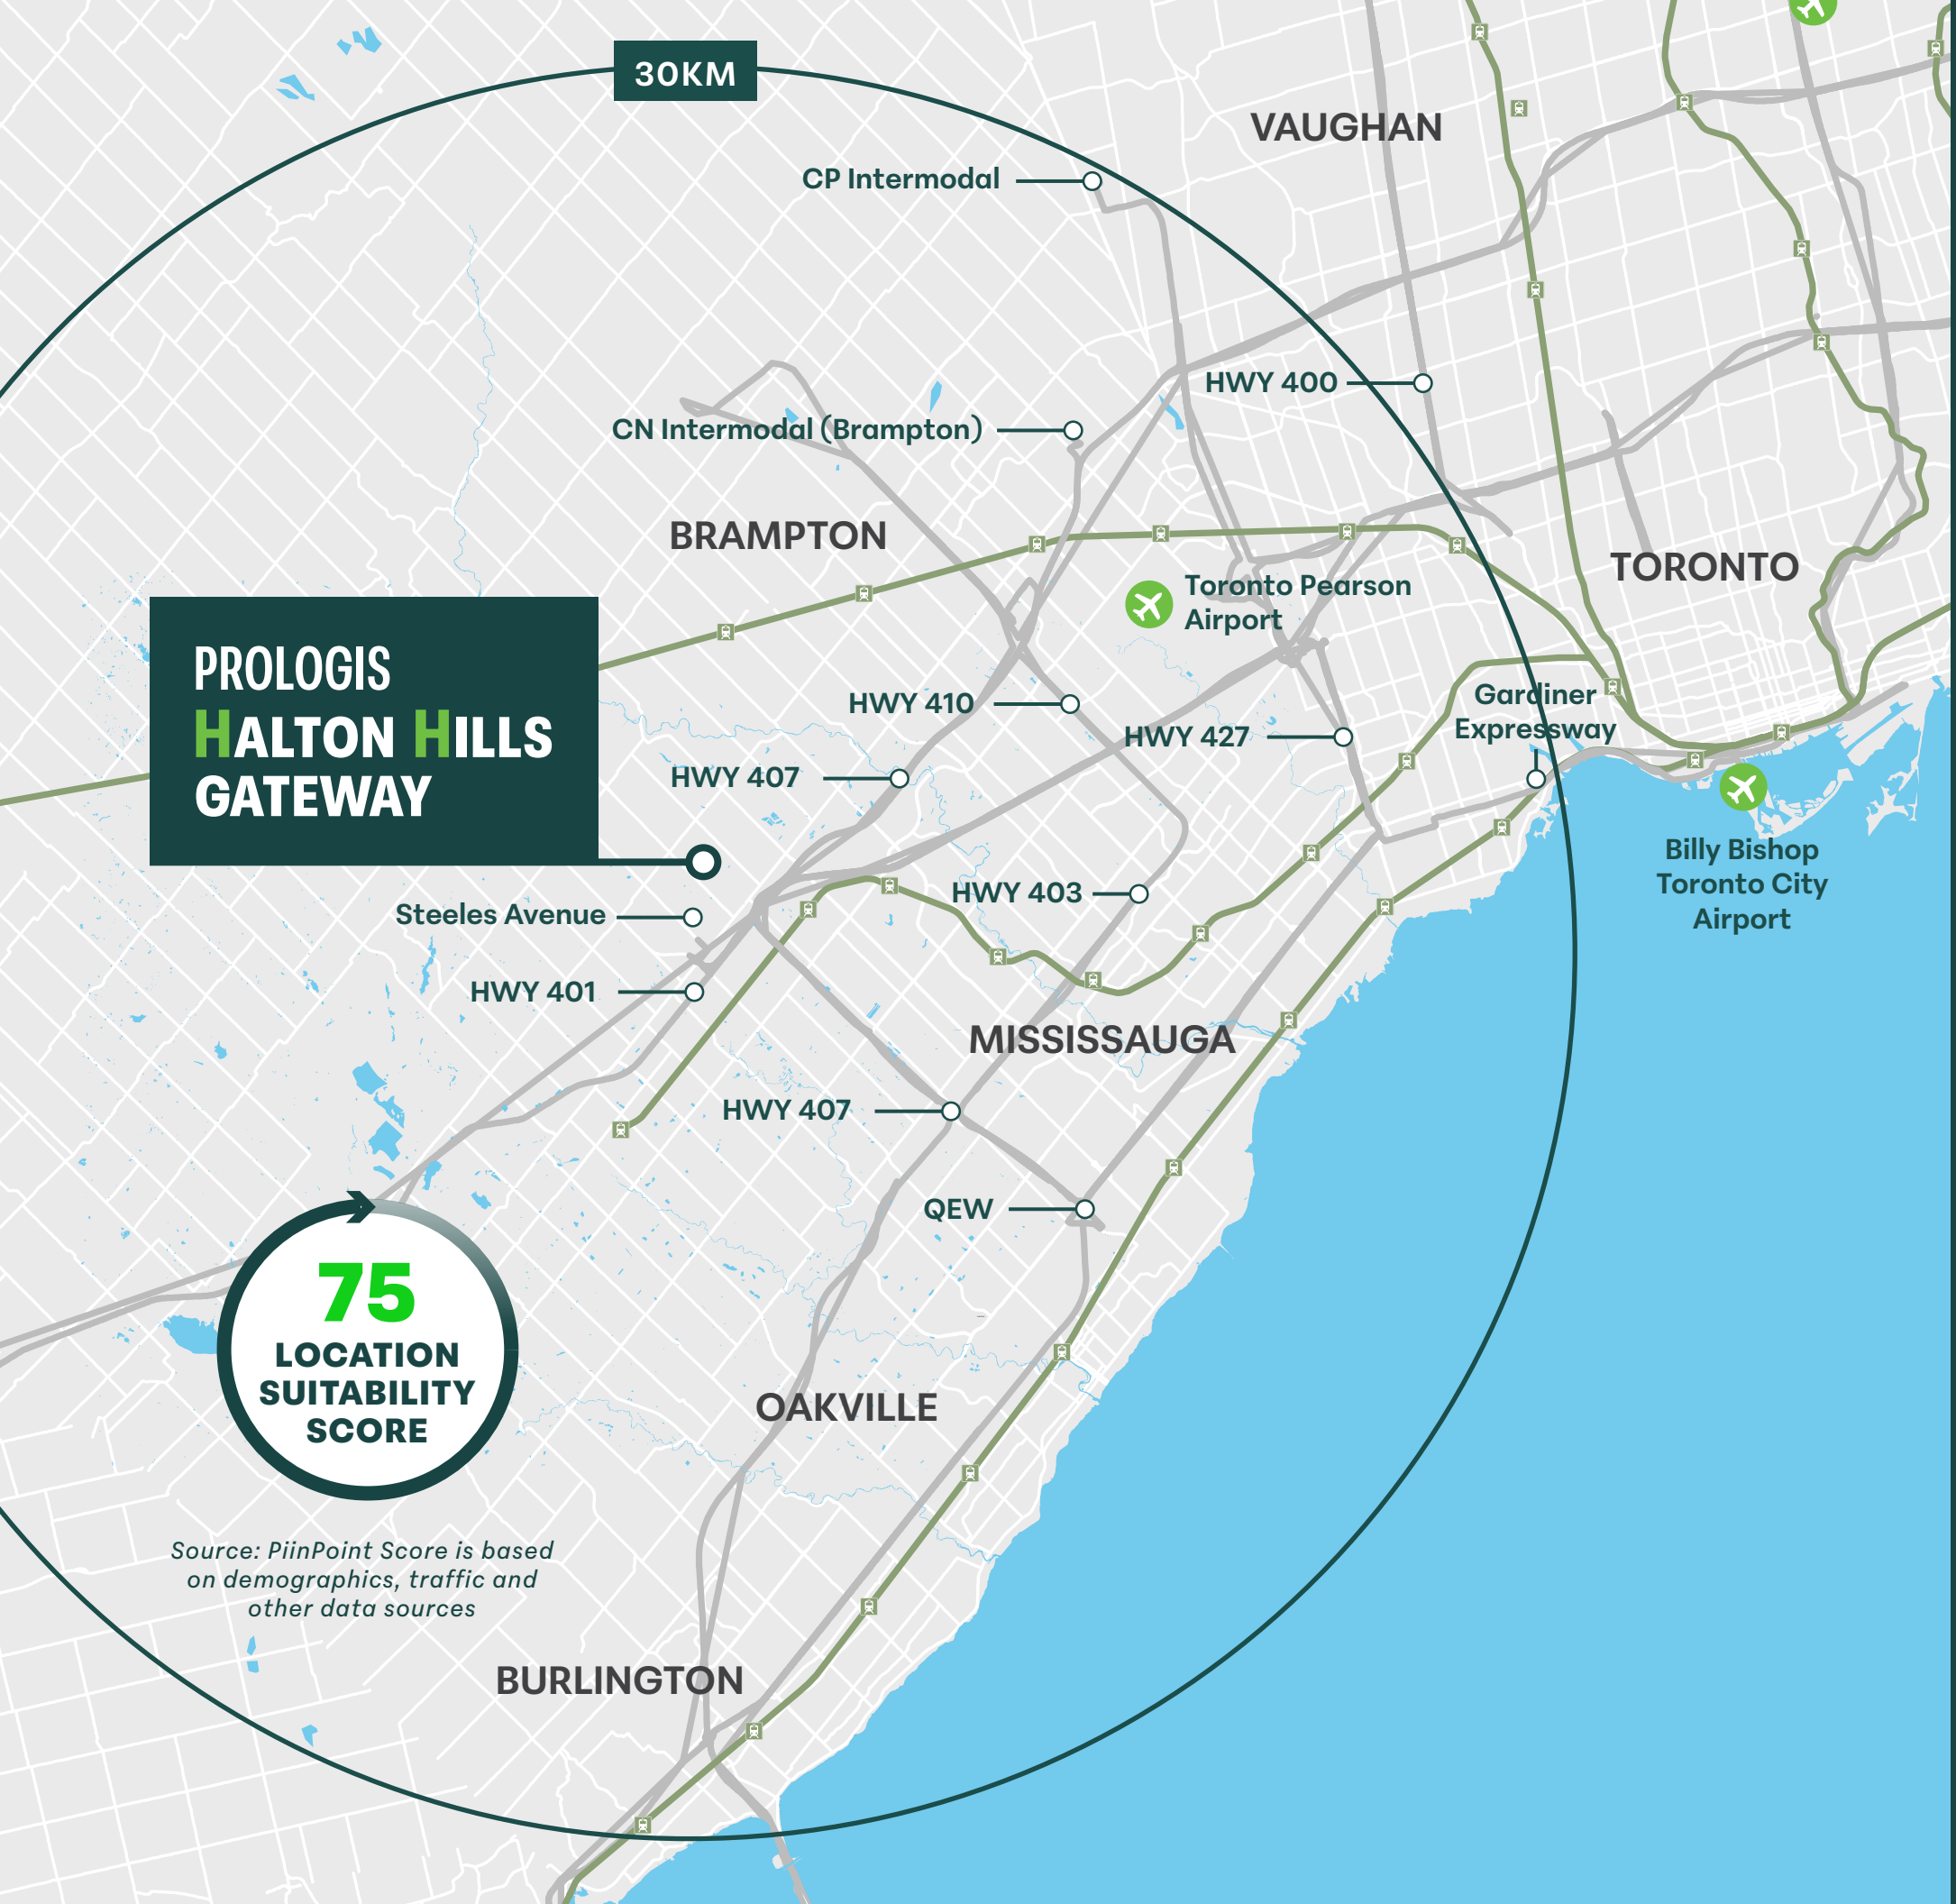 30KM
VAUGHAN
CP Intermodal
HWY 400
CN Intermodal (Brampton)
BRAMPTON
TORONTO
Toronto Pearson
Airport
PROLOGIS
HALTON HILLS
GATEWAY
HWY 410
Gardiner
Expressway
HWY 427
HWY 407
Billy Bishop
Toronto City
Airport
HWY 403
Steeles Avenue
HWY 401
MISSISSAUGA
HWY 407
QEW
75
LOCATION
SUITABILITY
SCORE
OAKVILLE
Source: PiinPoint Score is based
on demographics, traffic and
other data sources
BURLINGTON